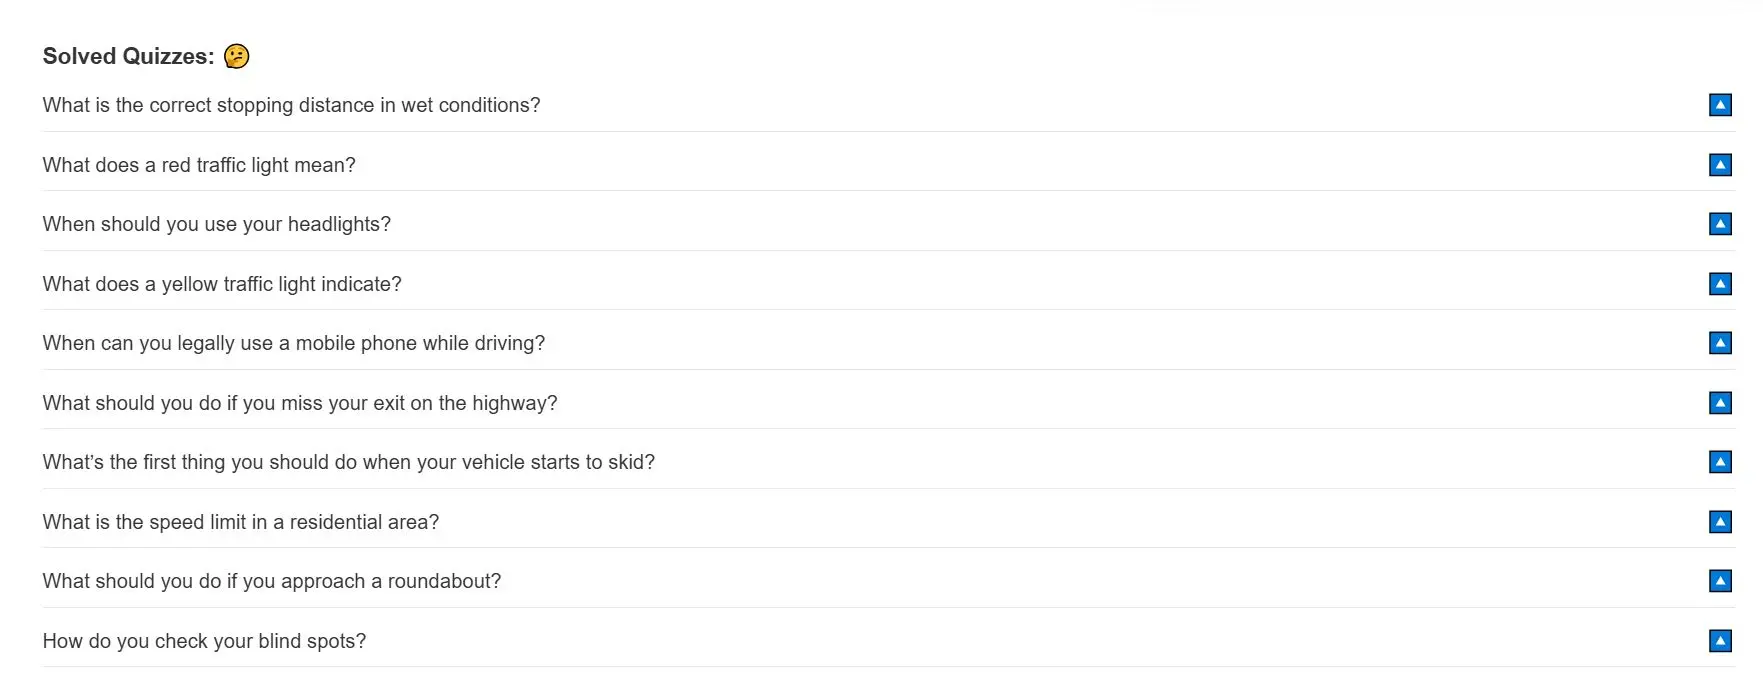 Solved Quizzes: 🤔
What is the correct stopping distance in wet conditions?
What does a red traffic light mean?
When should you use your headlights?
What does a yellow traffic light indicate?
When can you legally use a mobile phone while driving?
What should you do if you miss your exit on the highway?
What’s the first thing you should do when your vehicle starts to skid?
What is the speed limit in a residential area?
What should you do if you approach a roundabout?
How do you check your blind spots?